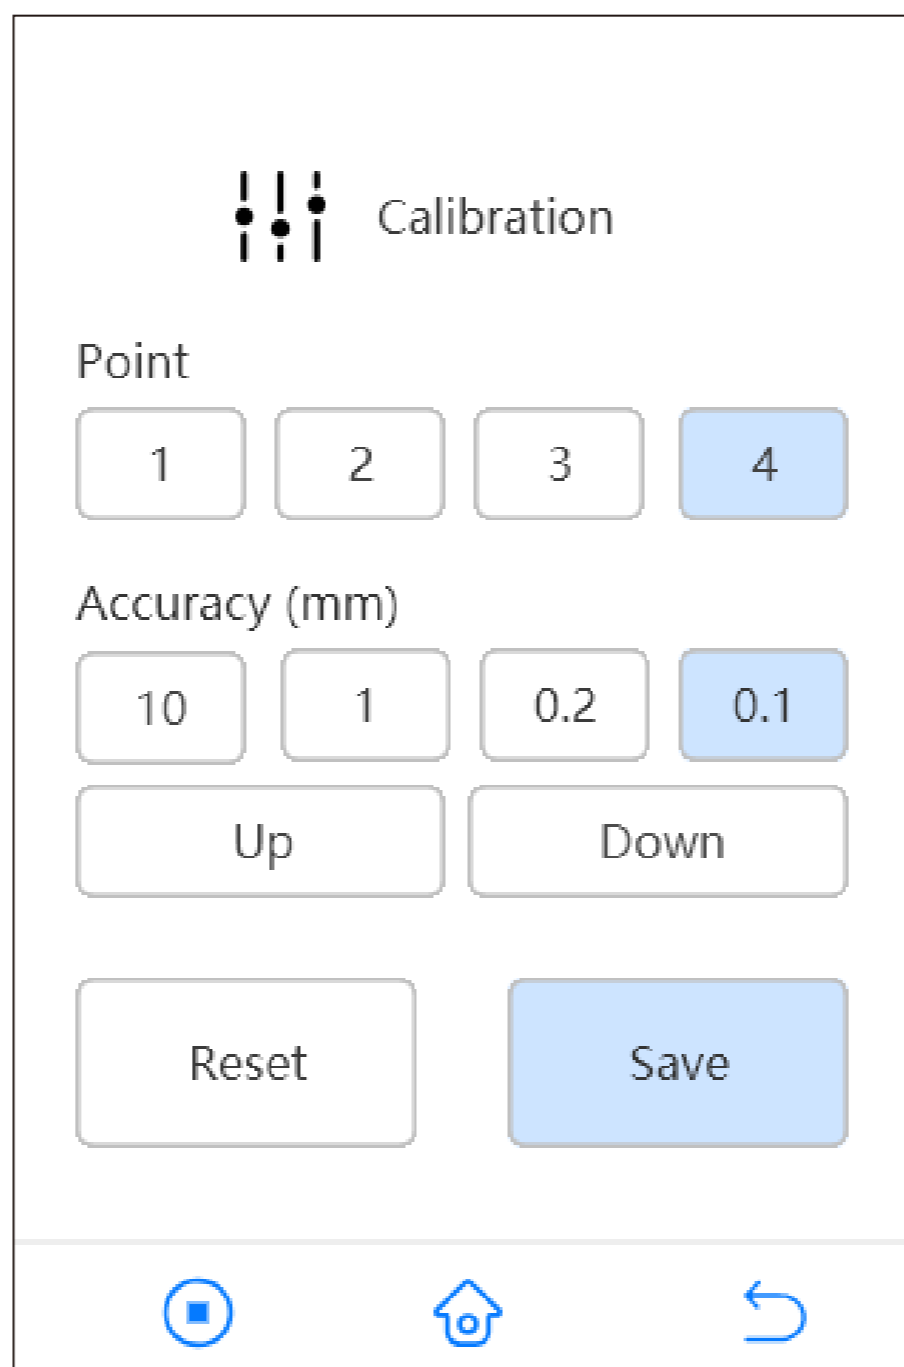 Calibration
Point
1 2 3 4
Accuracy (mm)
10 1 0.2 0.1
Up Down
Reset Save